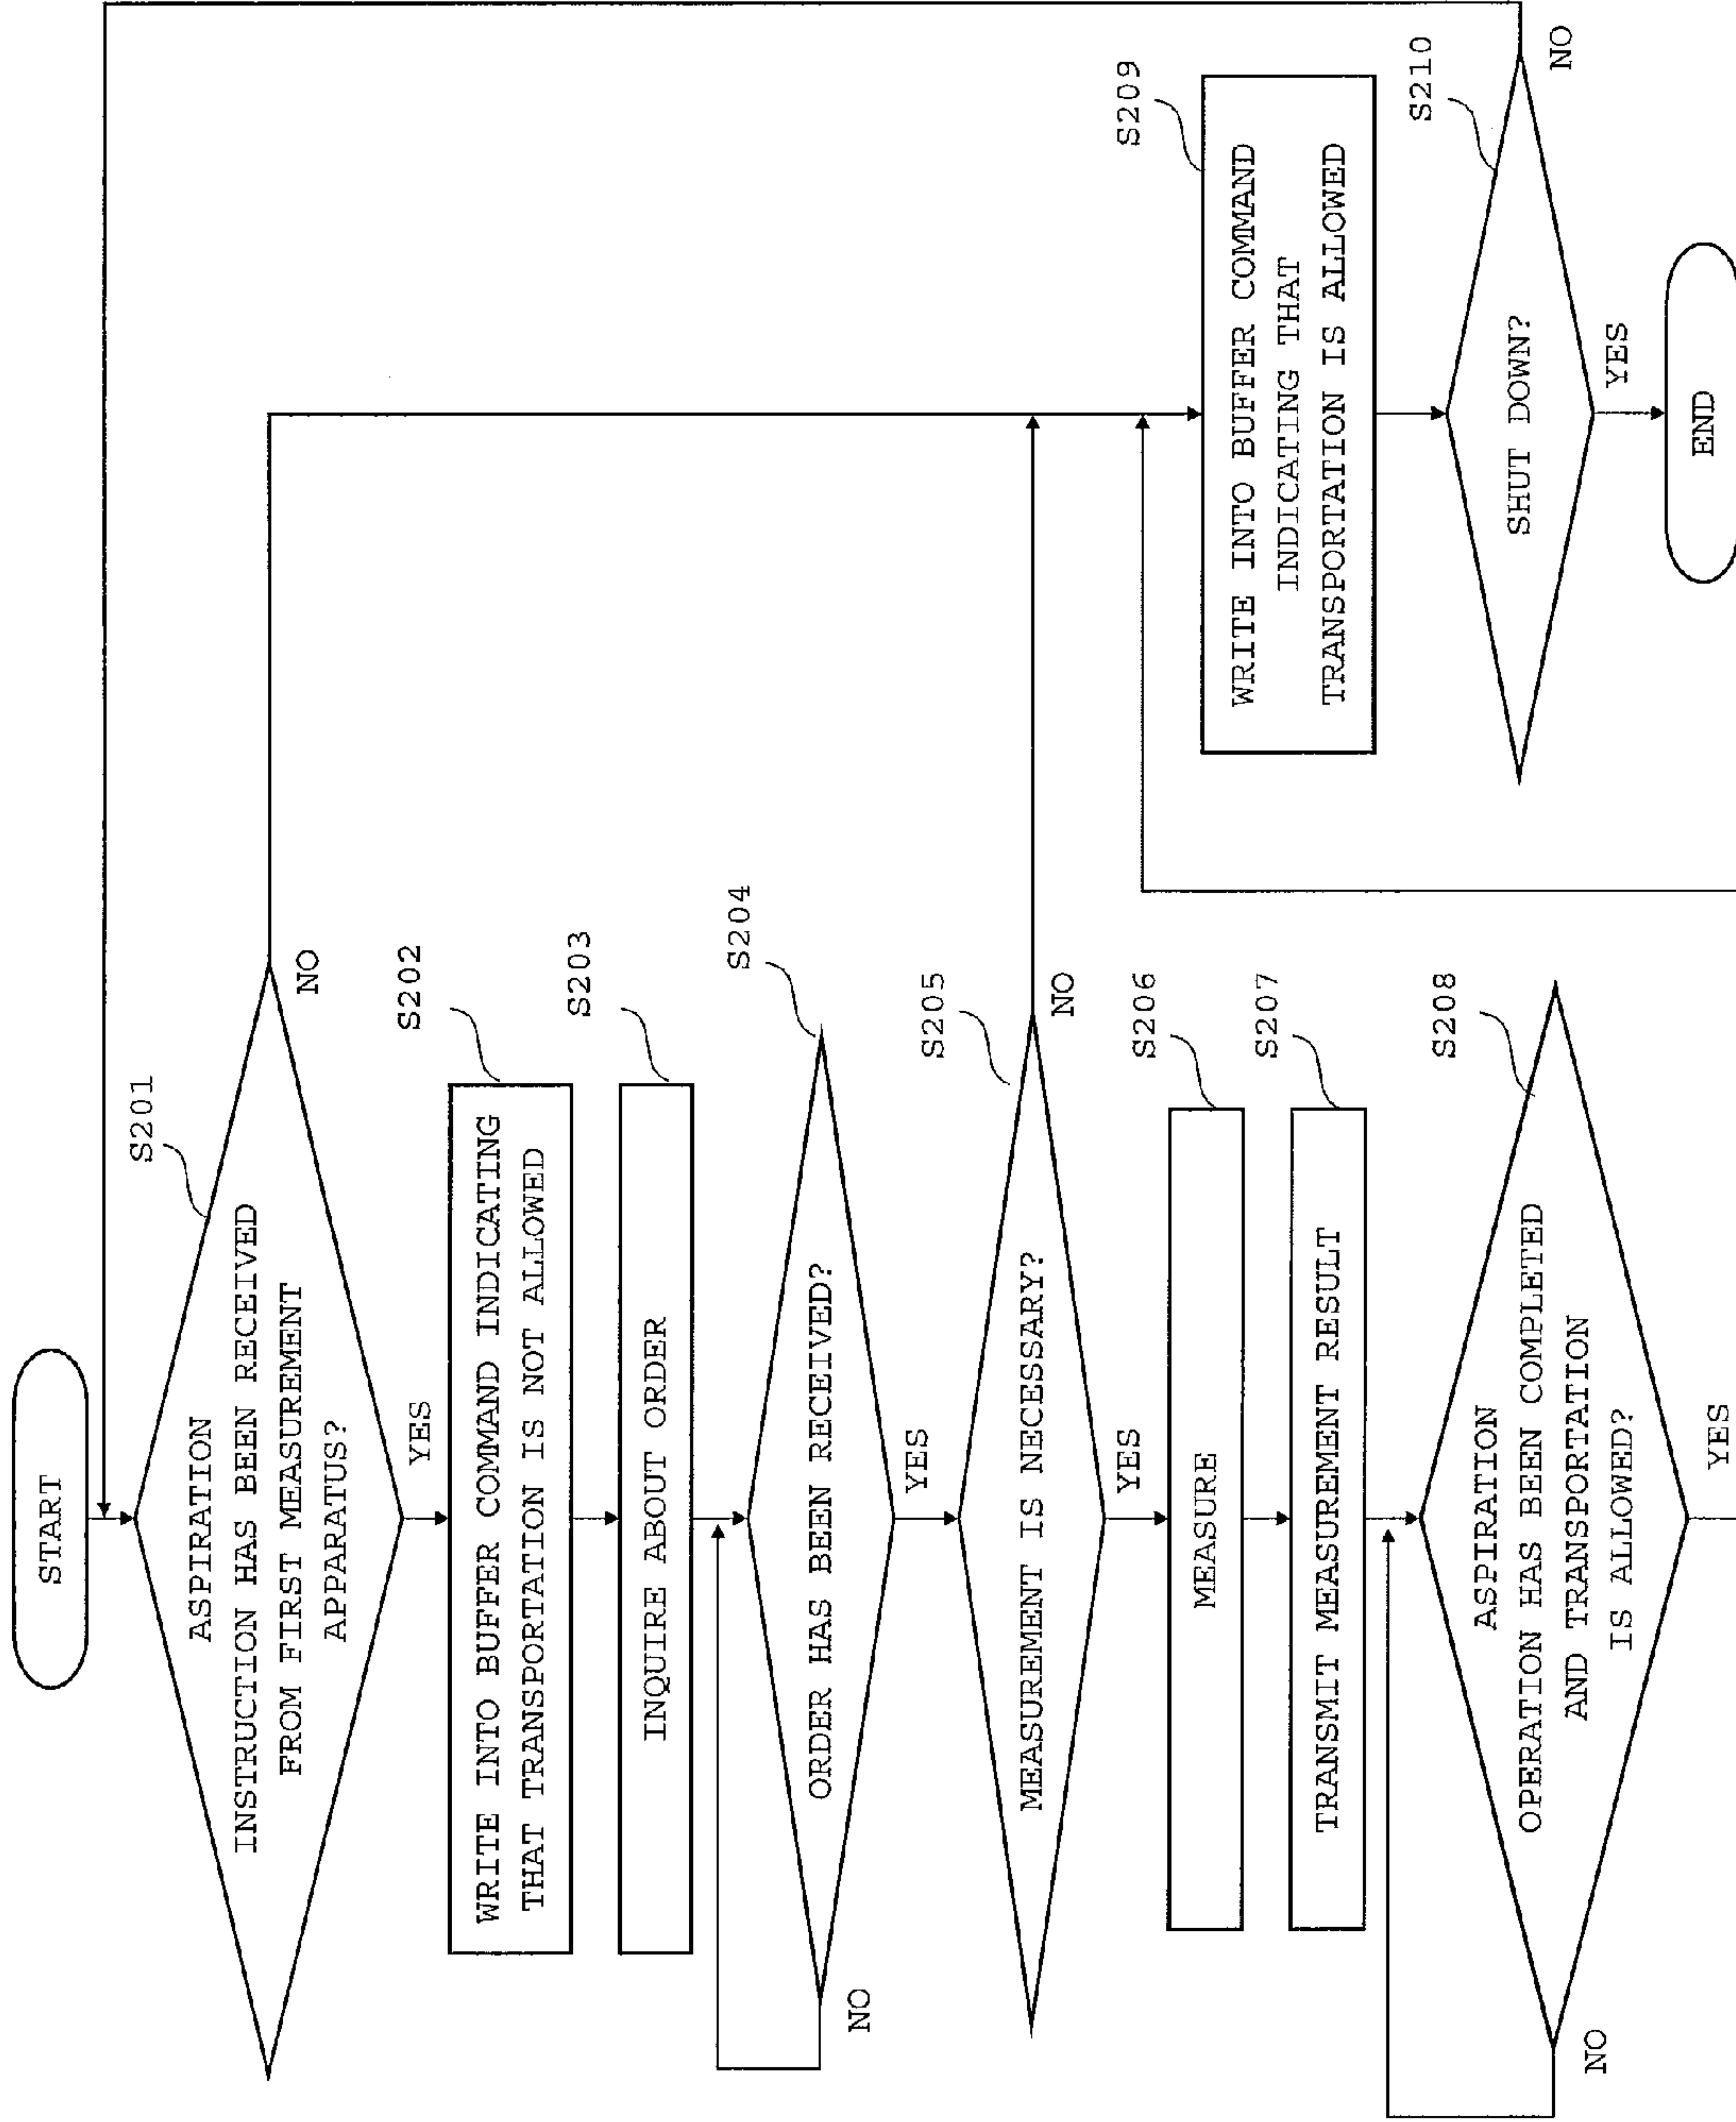 START
S201
ASPIRATION
INSTRUCTION HAS BEEN RECEIVED
FROM FIRST MEASUREMENT
APPARATUS?
NO
YES
S202
WRITE INTO BUFFER COMMAND INDICATING
THAT TRANSPORTATION IS NOT ALLOWED
S203
INQUIRE ABOUT ORDER
S204
ORDER HAS BEEN RECEIVED?
NO
YES
S205
MEASUREMENT IS NECESSARY?
NO
YES
S206
MEASURE
S207
TRANSMIT MEASUREMENT RESULT
S208
ASPIRATION
OPERATION HAS BEEN COMPLETED
AND TRANSPORTATION
IS ALLOWED?
NO
YES
S209
WRITE INTO BUFFER COMMAND
INDICATING THAT
TRANSPORTATION IS ALLOWED
S210
SHUT DOWN?
NO
YES
END